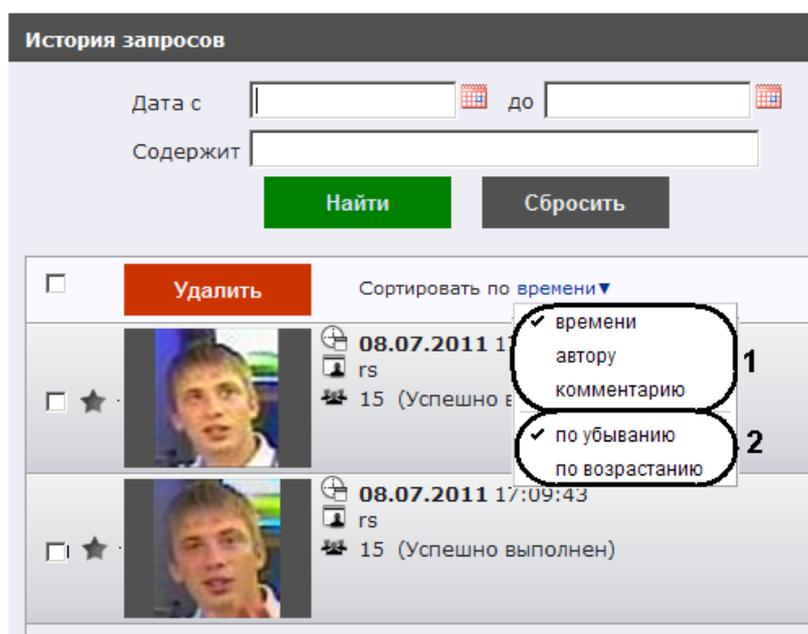 История запросов
Дата с до
Содержит
Найти Сбросить
Удалить Сортировать по времени▼
✓ времени
автору
комментарию
1
✓ по убыванию
по возрастанию
2
08.07.2011 1
rs
15 (Успешно в
08.07.2011 17:09:43
rs
15 (Успешно выполнен)